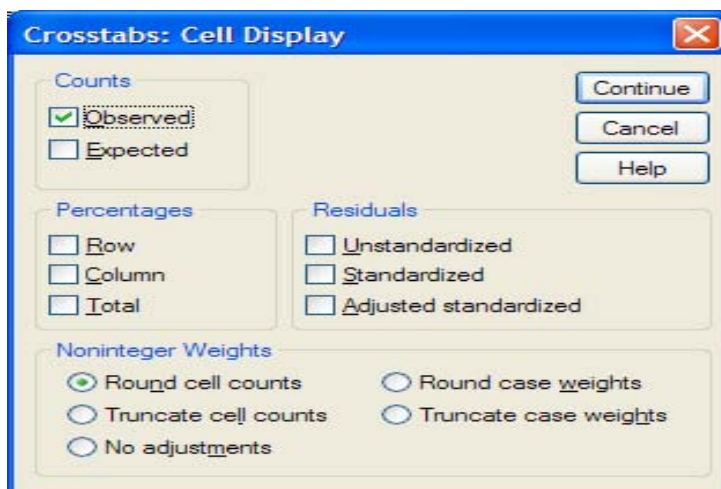 Crosstabs: Cell Display
Counts
Observed
Expected
Continue
Cancel
Help
Percentages
Row
Column
Total
Residuals
Unstandardized
Standardized
Adjusted standardized
Noninteger Weights
Round cell counts
Round case weights
Truncate cell counts
Truncate case weights
No adjustments